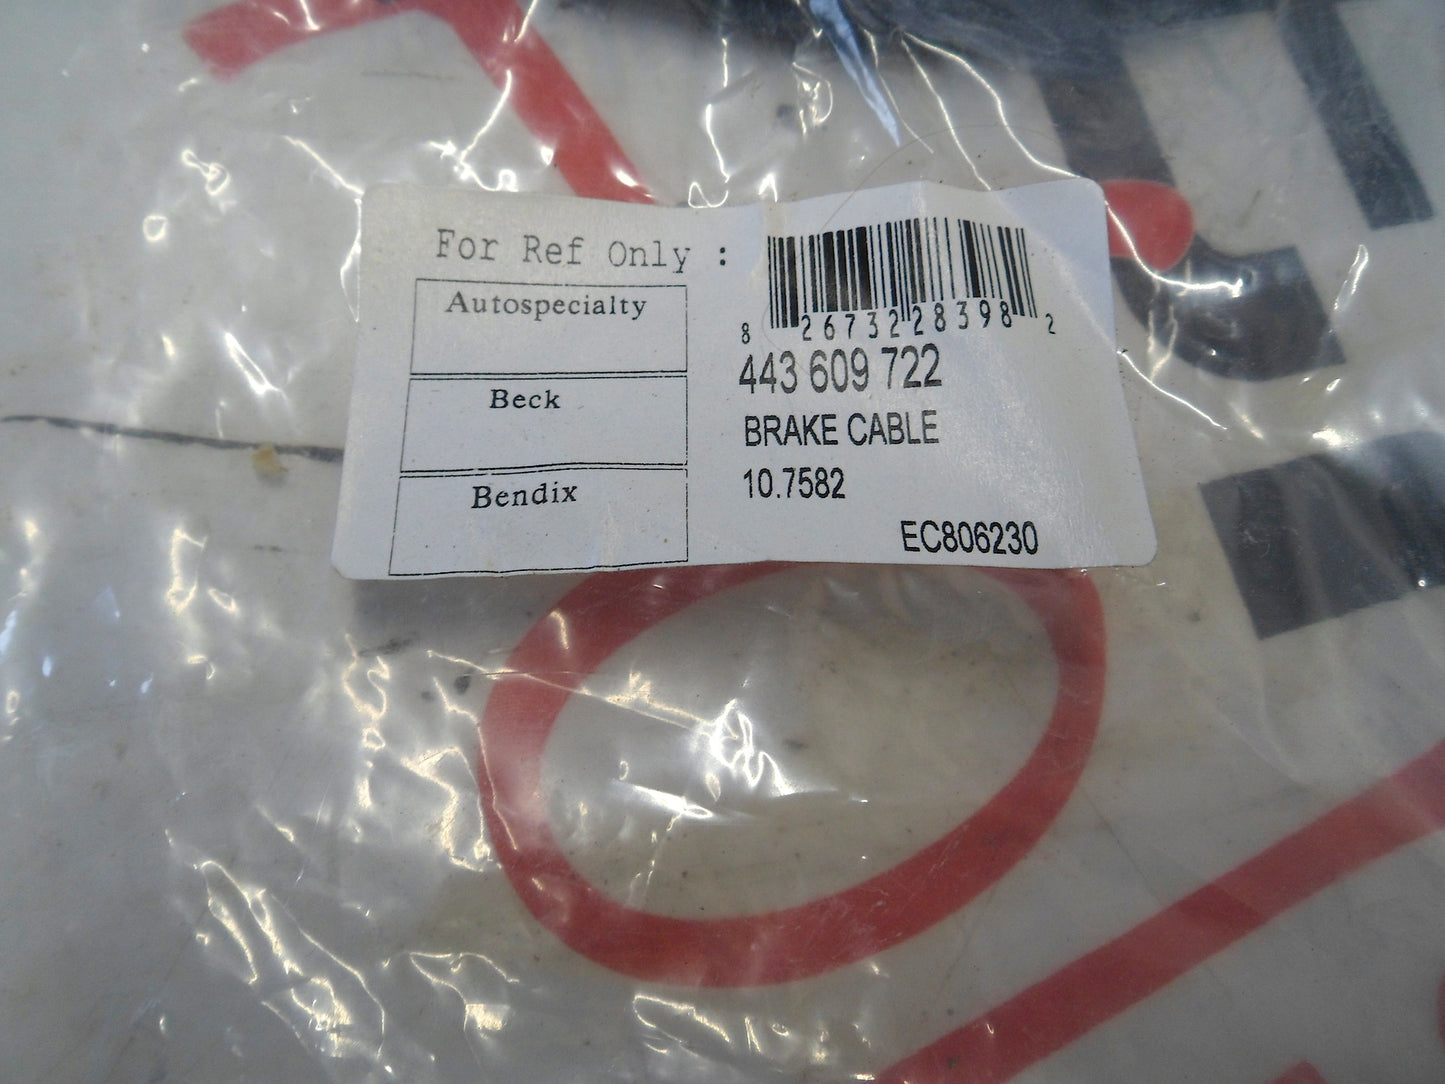 For Ref Only :
Autospecialty
Beck
Bendix
8 26732 28398 2
443 609 722
BRAKE CABLE
10.7582
EC806230